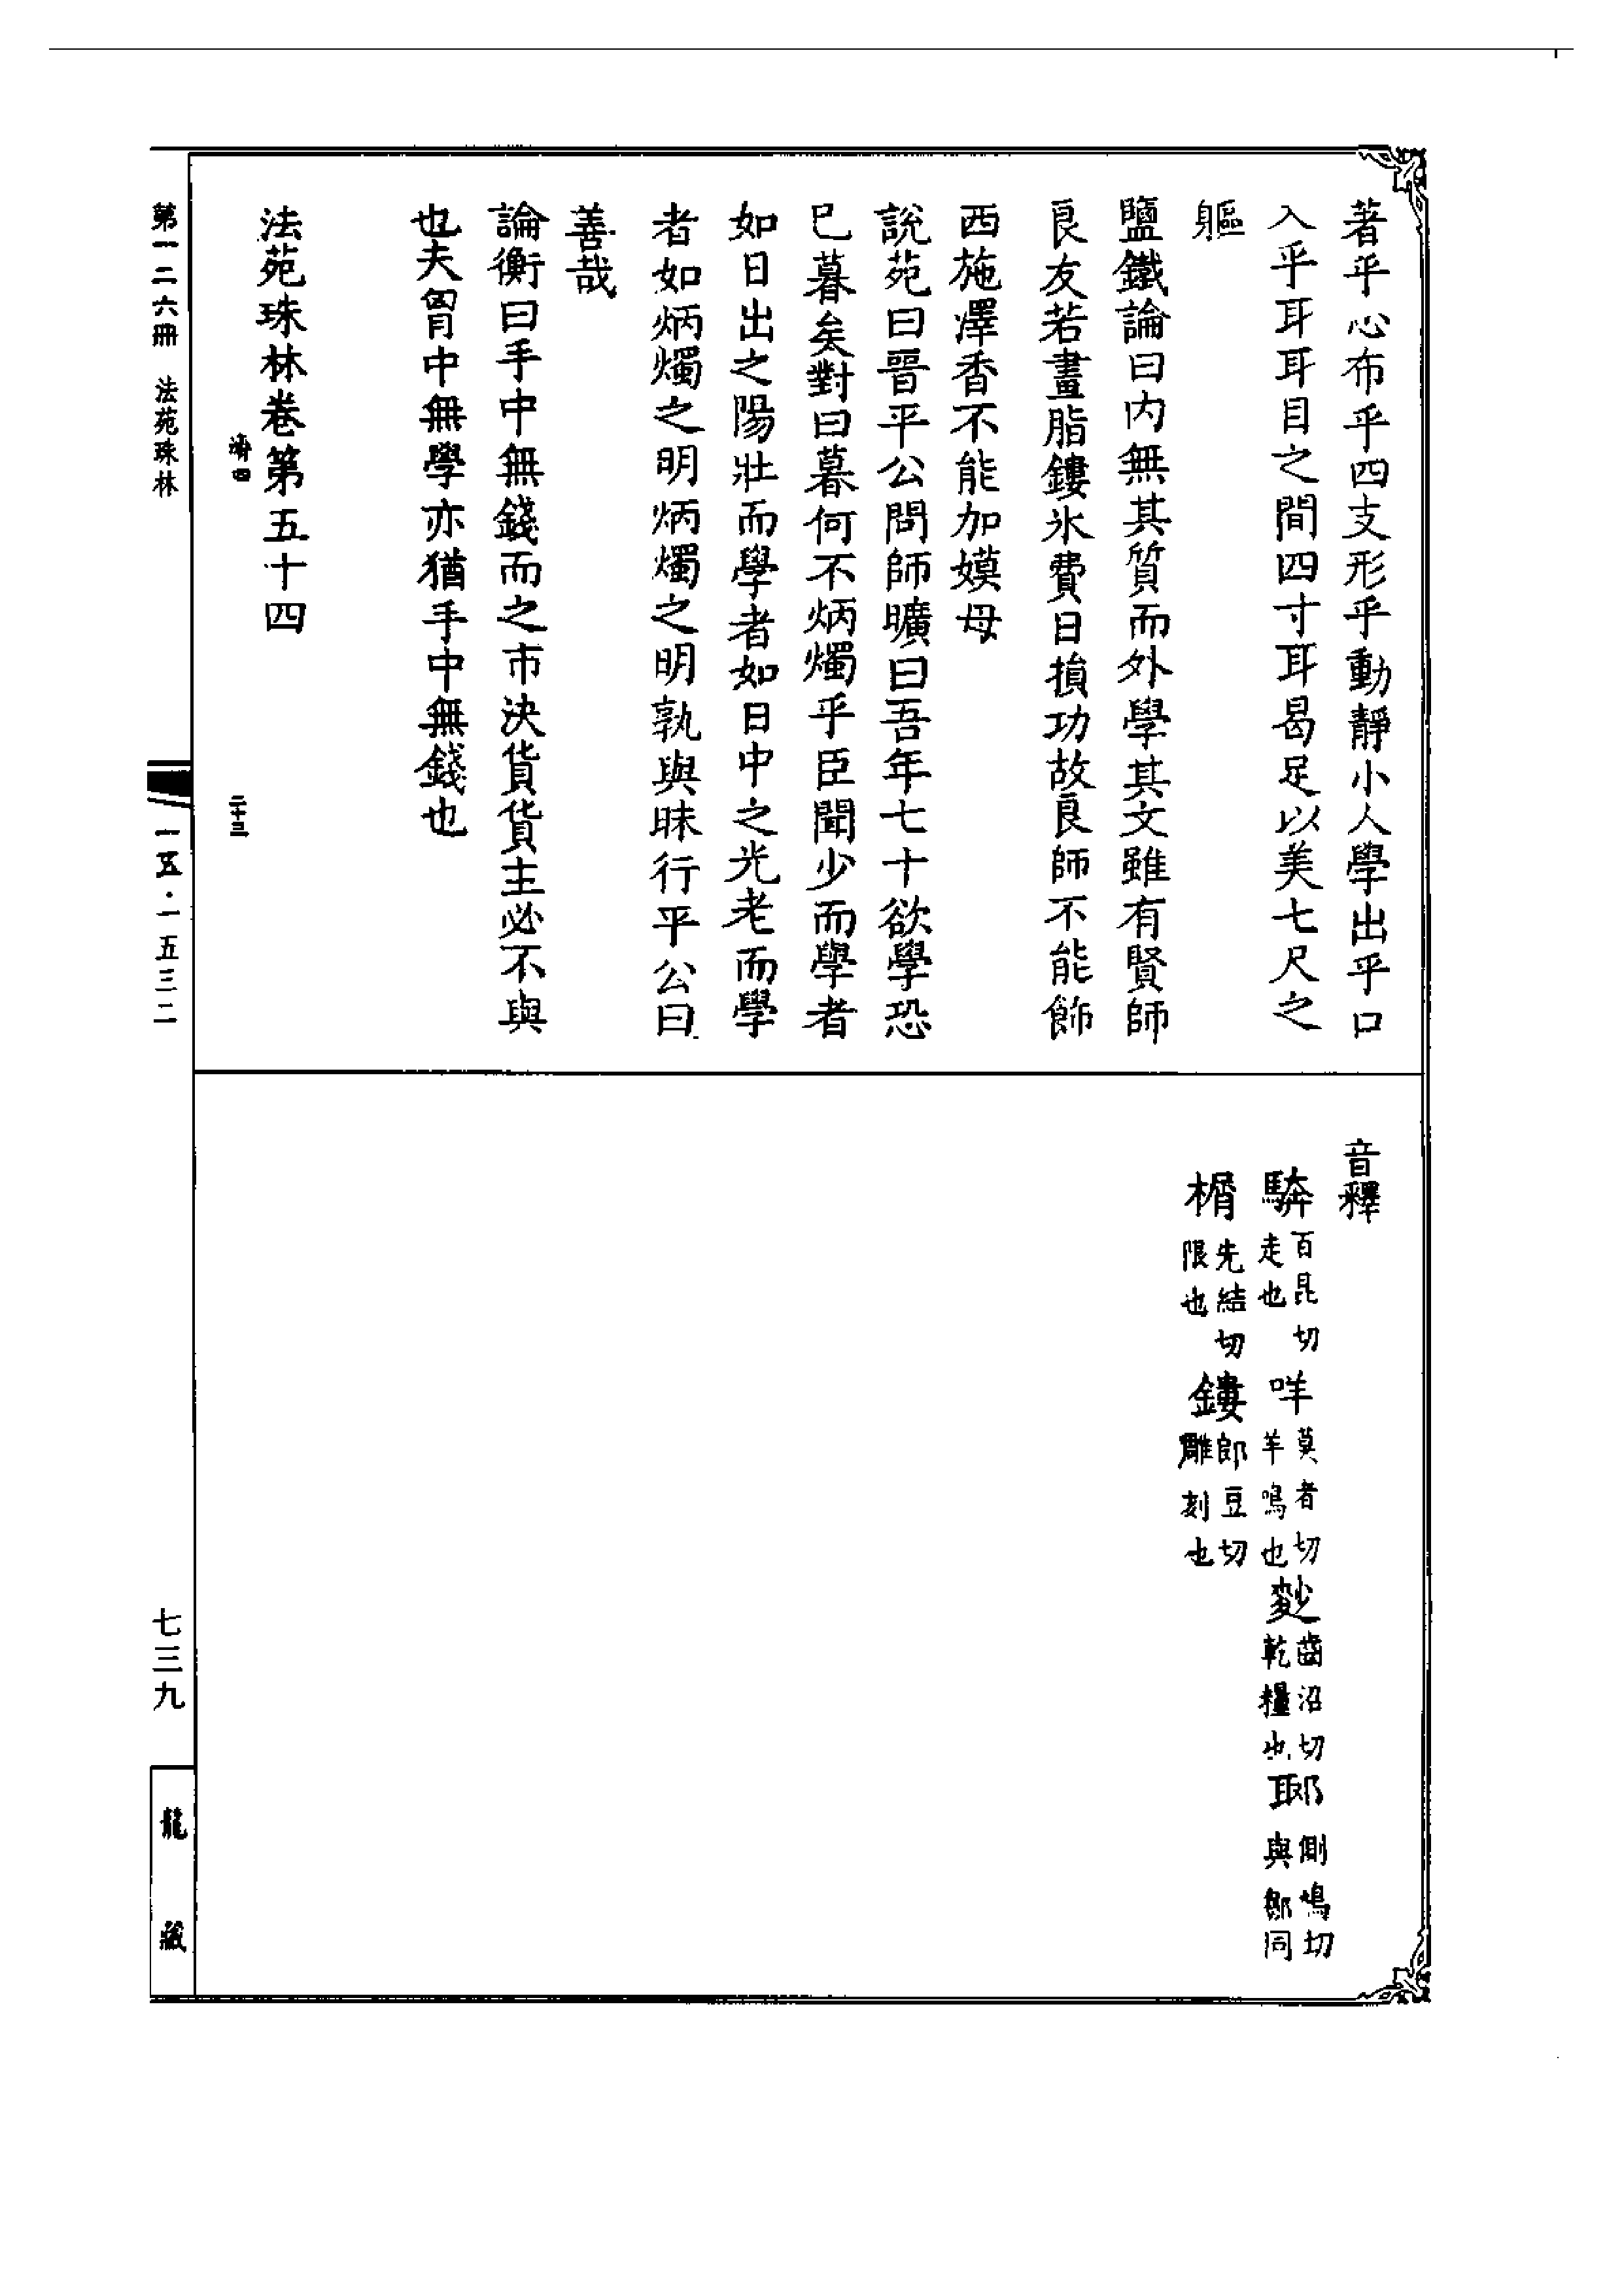 著乎心布乎四支形乎動靜小人學出乎口
入乎耳耳目之間四寸耳曷足以美七尺之
軀
鹽鐵論曰内無其質而外學其文雖有賢師
良友若畫脂鏤氷費日損功故良師不能飾
西施澤香不能加嫫母
說苑曰晉平公問師曠曰吾年七十欲學恐
巳暮矣對曰暮何不炳燭乎臣聞少而學者
如日出之陽壯而學者如日中之光老而學
者如炳燭之明炳燭之明孰與昧行平公曰
善哉
論衡曰手中無錢而之市決貨貨主必不與
也夫胷中無學亦猶手中無錢也
法苑珠林卷第五十四
濟四
二十三
音釋
騲百昆切走也 咩莫者切羊鳴也 麨齒沼切乾糧也 郰側鳩切與鄒同
榍先結切限也 鏤郎豆切雕刻也
第一二六冊 法苑珠林
一五·一五三二
七三九
龍藏